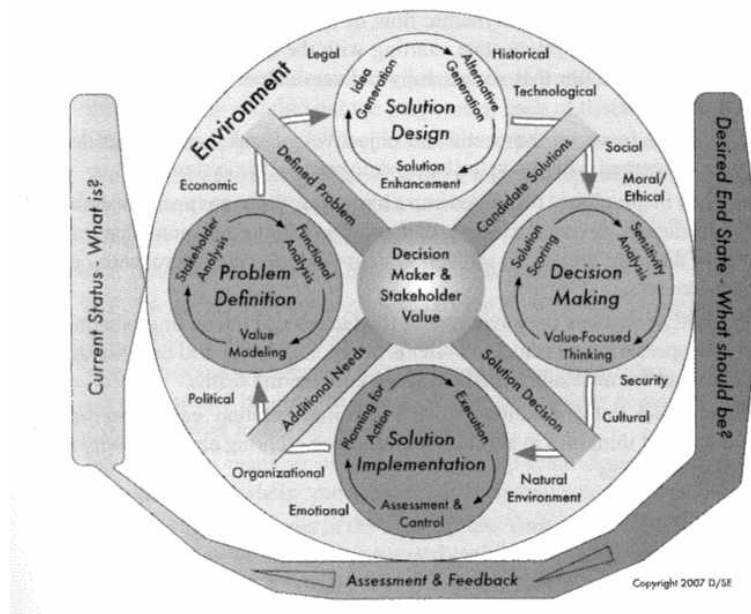 Environment
Legal
Historical
Technological
Social
Moral/
Ethical
Security
Cultural
Natural
Environment
Emotional
Organizational
Political
Economic
Current Status - What is?
Desired End State - What should be?
Assessment & Feedback
Idea
Generation
Alternative
Generation
Solution
Design
Solution
Enhancement
Defined Problem
Candidate Solutions
Stakeholder
Analysis
Functional
Analysis
Problem
Definition
Value
Modeling
Decision
Maker &
Stakeholder
Value
Solution
Scoring
Sensitivity
Analysis
Decision
Making
Value-Focused
Thinking
Additional Needs
Solution Decision
Planning for
Action
Execution
Solution
Implementation
Assessment &
Control
Copyright 2007 D/SE